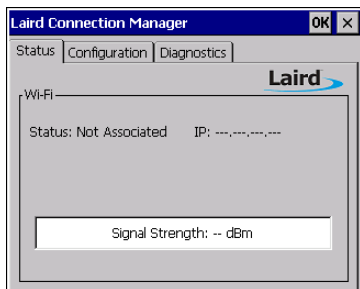 Laird Connection Manager OK ×
Status Configuration Diagnostics
Laird
Wi-Fi
Status: Not Associated IP: ---.---.---.---
Signal Strength: -- dBm